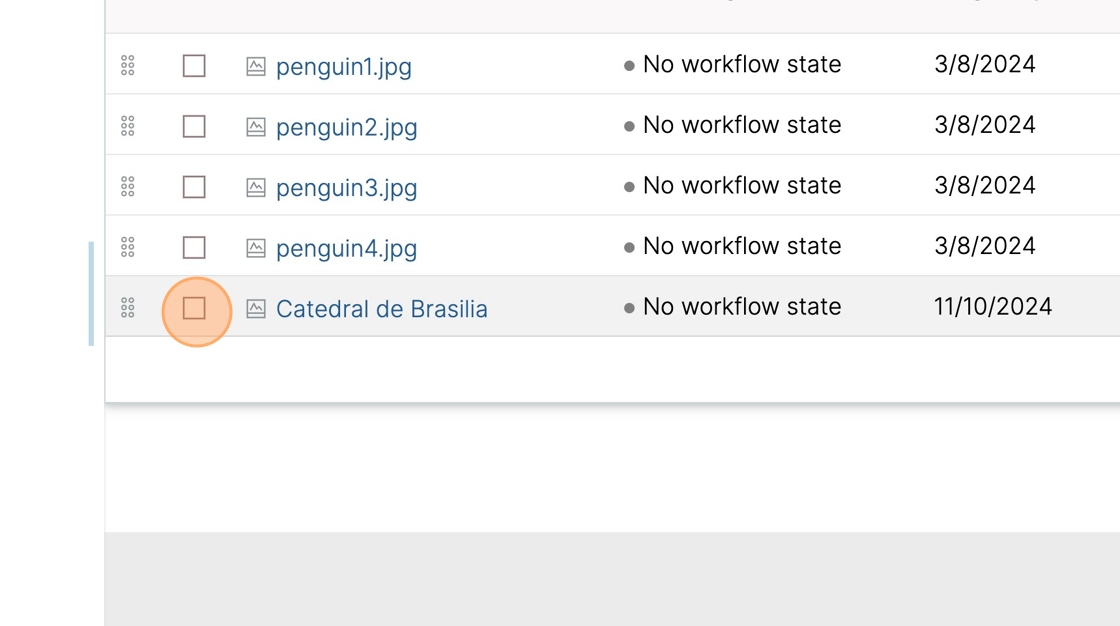 penguin1.jpg No workflow state 3/8/2024
penguin2.jpg No workflow state 3/8/2024
penguin3.jpg No workflow state 3/8/2024
penguin4.jpg No workflow state 3/8/2024
Catedral de Brasilia No workflow state 11/10/2024